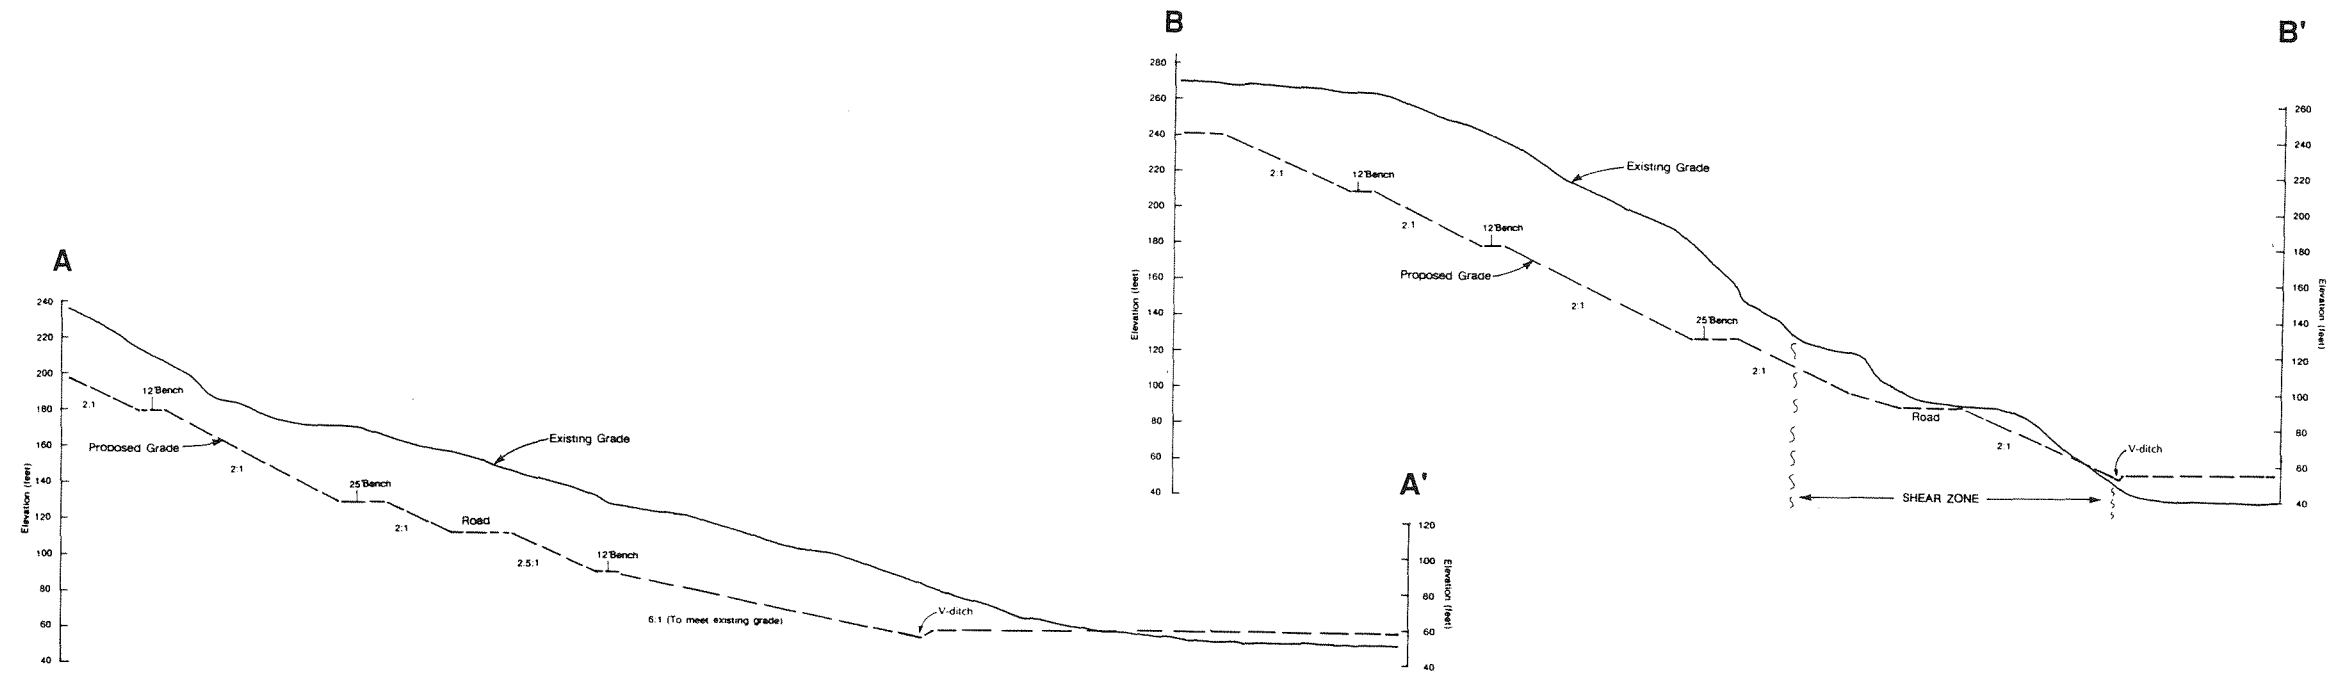 B
B'
280
260
240
220
200
180
160
140
120
100
80
60
40
Elevation (feet)
2:1
12'Bench
2:1
12'Bench
Existing Grade
Proposed Grade
2:1
25'Bench
2:1
Road
2:1
V-ditch
SHEAR ZONE
260
240
220
200
180
160
140
120
100
80
60
40
Elevation (feet)
A
A'
240
220
200
180
160
140
120
100
80
60
40
Elevation (feet)
2:1
12'Bench
Proposed Grade
2:1
Existing Grade
25'Bench
2:1
Road
2.5:1
12'Bench
6:1 (To meet existing grade)
V-ditch
120
100
80
60
40
Elevation (feet)